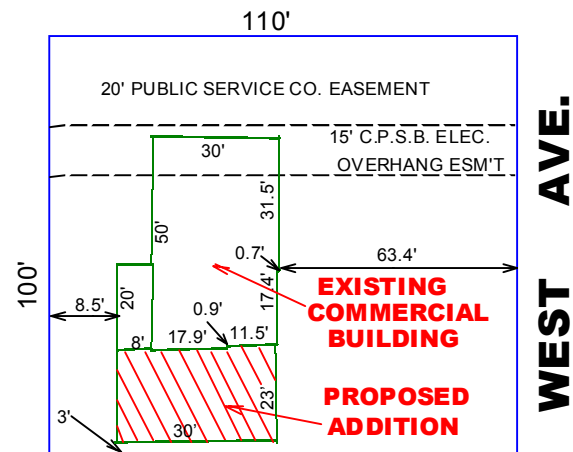 110'
20' PUBLIC SERVICE CO. EASEMENT
15' C.P.S.B. ELEC.
OVERHANG ESM'T
30'
31.5'
50'
0.7'
63.4'
100'
8.5'
20'
17.4'
0.9'
EXISTING
COMMERCIAL
BUILDING
8'
17.9'
11.5'
23'
PROPOSED
ADDITION
30'
3'
WEST AVE.